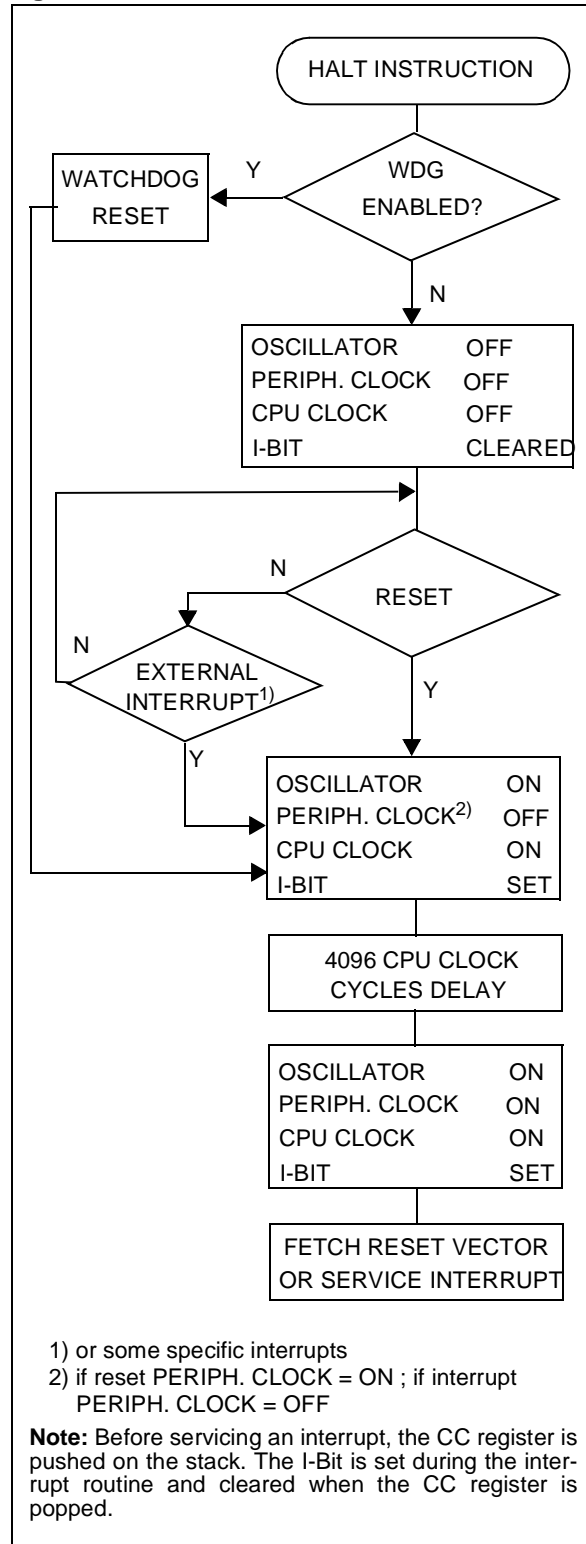 HALT INSTRUCTION
WDG
ENABLED?
Y
WATCHDOG
RESET
N
OSCILLATOR OFF
PERIPH. CLOCK OFF
CPU CLOCK OFF
I-BIT CLEARED
RESET
N
N
EXTERNAL
INTERRUPT1)
Y
Y
OSCILLATOR ON
PERIPH. CLOCK2) OFF
CPU CLOCK ON
I-BIT SET
4096 CPU CLOCK
CYCLES DELAY
OSCILLATOR ON
PERIPH. CLOCK ON
CPU CLOCK ON
I-BIT SET
FETCH RESET VECTOR
OR SERVICE INTERRUPT
1) or some specific interrupts
2) if reset PERIPH. CLOCK = ON ; if interrupt
PERIPH. CLOCK = OFF
Note: Before servicing an interrupt, the CC register is
pushed on the stack. The I-Bit is set during the inter-
rupt routine and cleared when the CC register is
popped.